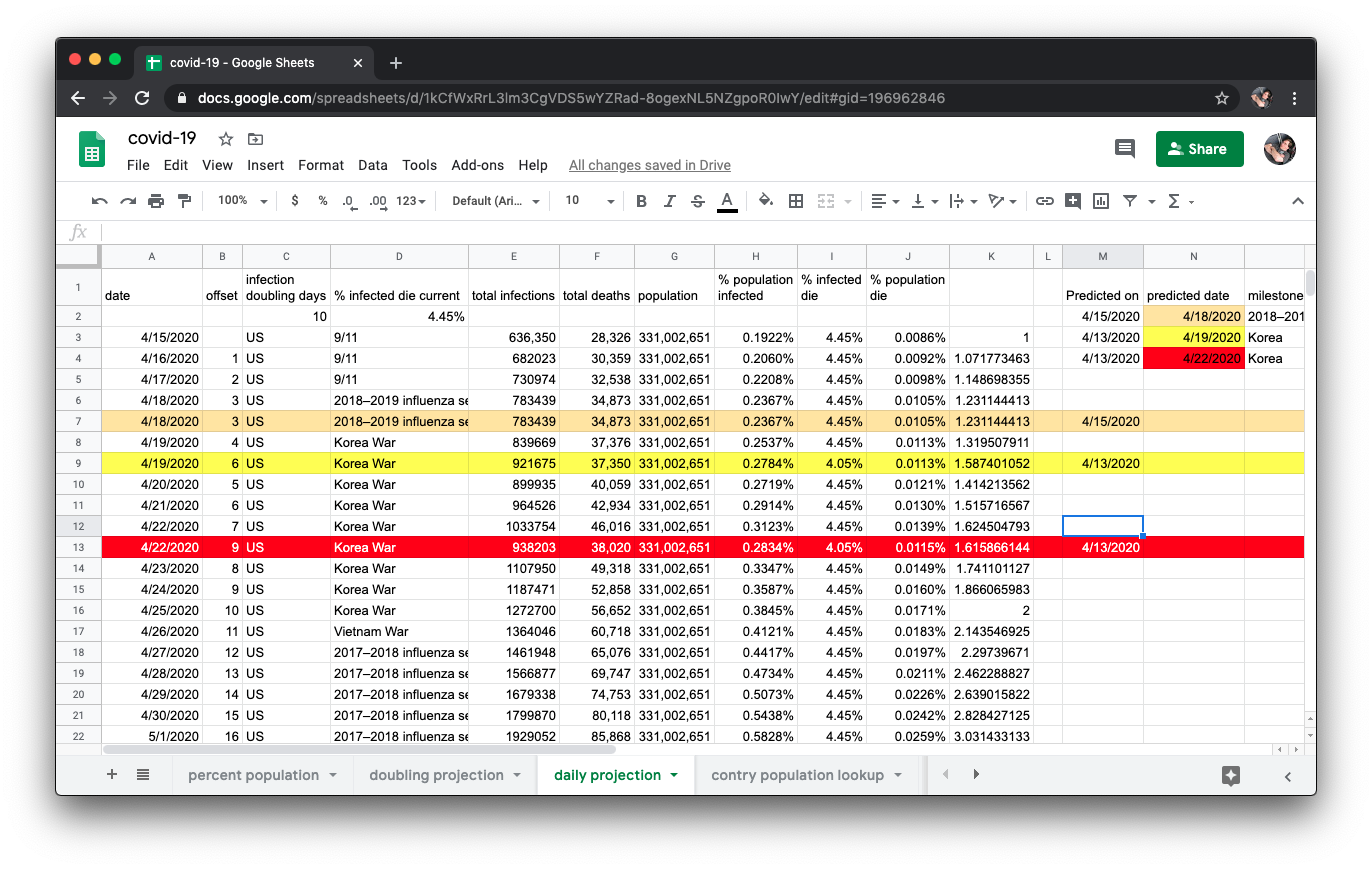 covid-19 - Google Sheets
docs.google.com/spreadsheets/d/1kCfWxRrL3lm3CgVDS5wYZRad-8ogexNL5NZgpoR0IwY/edit#gid=196962846
covid-19
File Edit View Insert Format Data Tools Add-ons Help All changes saved in Drive
Share
100% $ % .0 .00 123 Default (Ari... 10 B I S A Σ
fx
A B C D E F G H I J K L M N
1 date offset infection doubling days % infected die current total infections total deaths population % population infected % infected die % population die Predicted on predicted date milestone
2 10 4.45% 4/15/2020 4/18/2020 2018–201
3 4/15/2020 US 9/11 636,350 28,326 331,002,651 0.1922% 4.45% 0.0086% 1 4/13/2020 4/19/2020 Korea
4 4/16/2020 1 US 9/11 682023 30,359 331,002,651 0.2060% 4.45% 0.0092% 1.071773463 4/13/2020 4/22/2020 Korea
5 4/17/2020 2 US 9/11 730974 32,538 331,002,651 0.2208% 4.45% 0.0098% 1.148698355
6 4/18/2020 3 US 2018–2019 influenza se 783439 34,873 331,002,651 0.2367% 4.45% 0.0105% 1.231144413
7 4/18/2020 3 US 2018–2019 influenza se 783439 34,873 331,002,651 0.2367% 4.45% 0.0105% 1.231144413 4/15/2020
8 4/19/2020 4 US Korea War 839669 37,376 331,002,651 0.2537% 4.45% 0.0113% 1.319507911
9 4/19/2020 6 US Korea War 921675 37,350 331,002,651 0.2784% 4.05% 0.0113% 1.587401052 4/13/2020
10 4/20/2020 5 US Korea War 899935 40,059 331,002,651 0.2719% 4.45% 0.0121% 1.414213562
11 4/21/2020 6 US Korea War 964526 42,934 331,002,651 0.2914% 4.45% 0.0130% 1.515716567
12 4/22/2020 7 US Korea War 1033754 46,016 331,002,651 0.3123% 4.45% 0.0139% 1.624504793
13 4/22/2020 9 US Korea War 938203 38,020 331,002,651 0.2834% 4.05% 0.0115% 1.615866144 4/13/2020
14 4/23/2020 8 US Korea War 1107950 49,318 331,002,651 0.3347% 4.45% 0.0149% 1.741101127
15 4/24/2020 9 US Korea War 1187471 52,858 331,002,651 0.3587% 4.45% 0.0160% 1.866065983
16 4/25/2020 10 US Korea War 1272700 56,652 331,002,651 0.3845% 4.45% 0.0171% 2
17 4/26/2020 11 US Vietnam War 1364046 60,718 331,002,651 0.4121% 4.45% 0.0183% 2.143546925
18 4/27/2020 12 US 2017–2018 influenza se 1461948 65,076 331,002,651 0.4417% 4.45% 0.0197% 2.29739671
19 4/28/2020 13 US 2017–2018 influenza se 1566877 69,747 331,002,651 0.4734% 4.45% 0.0211% 2.462288827
20 4/29/2020 14 US 2017–2018 influenza se 1679338 74,753 331,002,651 0.5073% 4.45% 0.0226% 2.639015822
21 4/30/2020 15 US 2017–2018 influenza se 1799870 80,118 331,002,651 0.5438% 4.45% 0.0242% 2.828427125
22 5/1/2020 16 US 2017–2018 influenza se 1929052 85,868 331,002,651 0.5828% 4.45% 0.0259% 3.031433133
percent population doubling projection daily projection contry population lookup